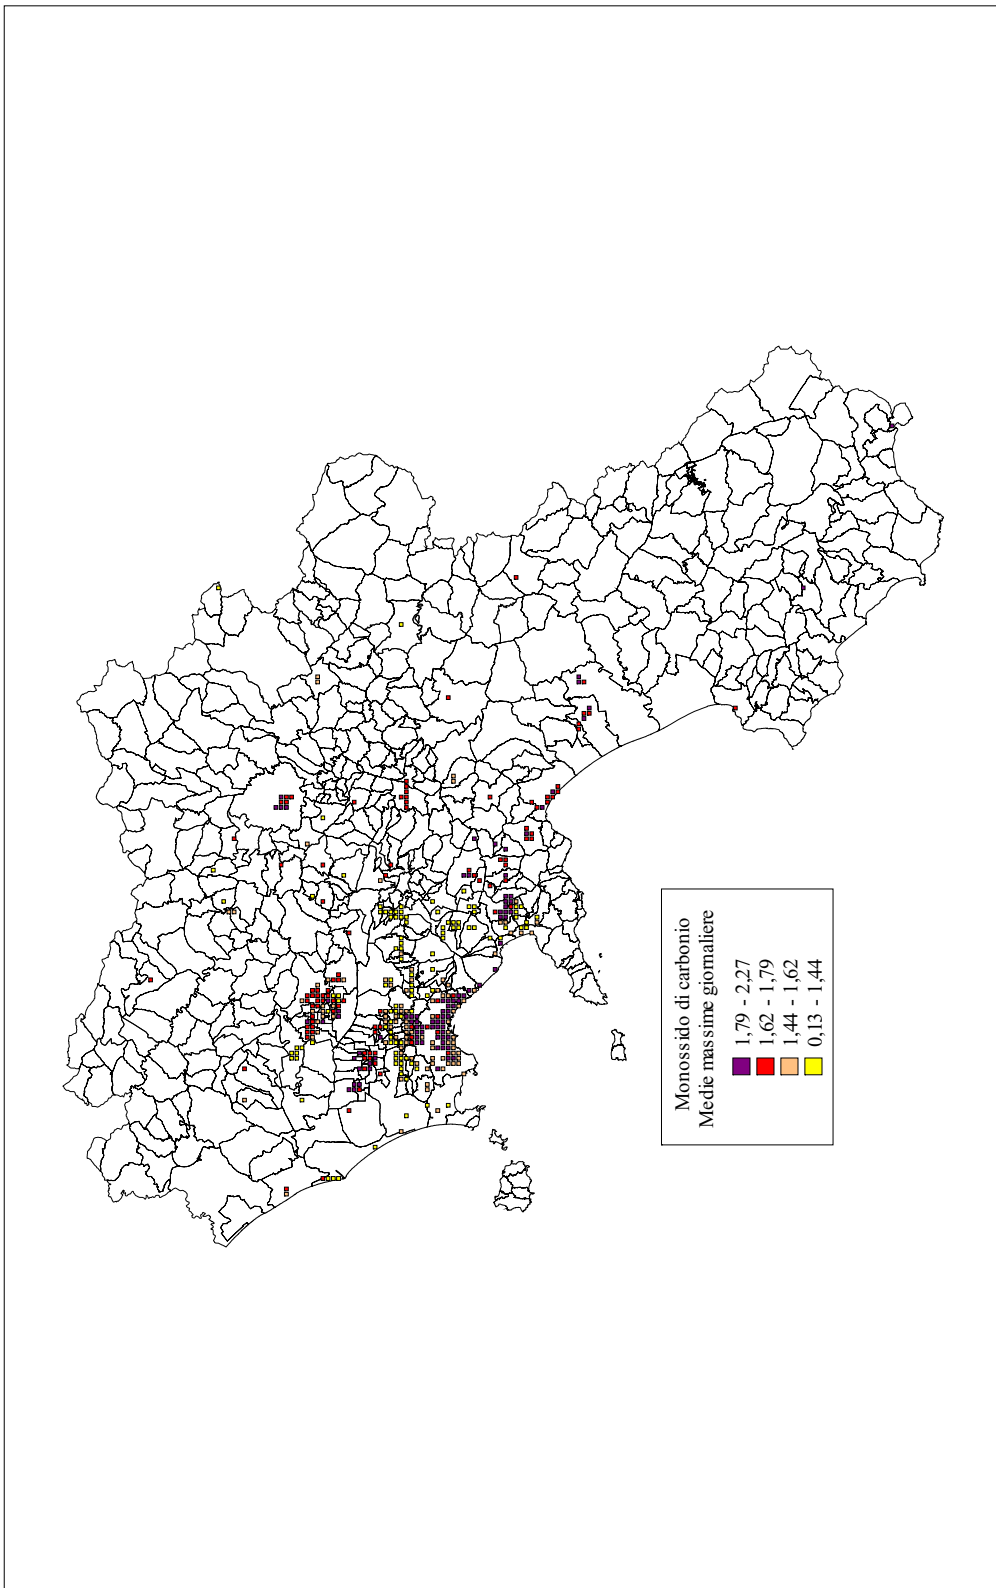 Monossido di carbonio
Medie massime giornaliere
1,79 - 2,27
1,62 - 1,79
1,44 - 1,62
0,13 - 1,44